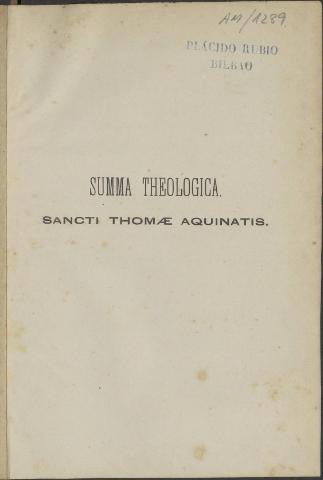 AM/1289
PLÁCIDO RUBIO
BILBAO
SUMMA THEOLOGICA.
SANCTI THOMÆ AQUINATIS.